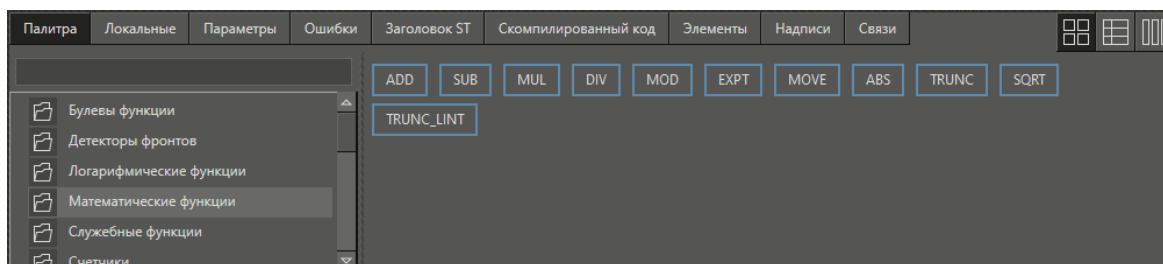 Палитра Локальные Параметры Ошибки Заголовок ST Скомпилированный код Элементы Надписи Связи
ADD SUB MUL DIV MOD EXPT MOVE ABS TRUNC SQRT
TRUNC_LINT
Булевы функции
Детекторы фронтов
Логарифмические функции
Математические функции
Служебные функции
Счетчики